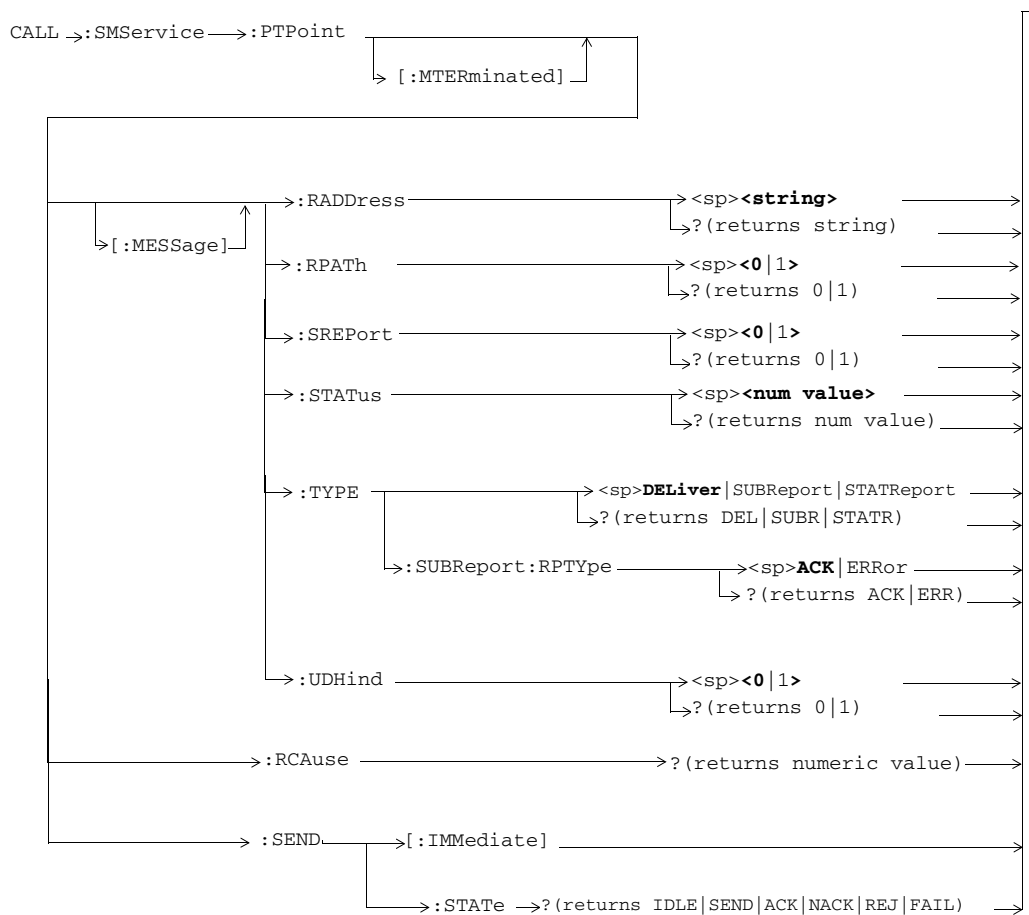 CALL :SMService :PTPoint
[:MTERminated]
:RADDress <sp><string>
?(returns string)
[:MESSage]
:RPATh <sp><0|1>
?(returns 0|1)
:SREPort <sp><0|1>
?(returns 0|1)
:STATus <sp><num value>
?(returns num value)
:TYPE <sp>DELiver|SUBReport|STATReport
?(returns DEL|SUBR|STATR)
:SUBReport:RPTYpe <sp>ACK|ERRor
?(returns ACK|ERR)
:UDHind <sp><0|1>
?(returns 0|1)
:RCAuse ?(returns numeric value)
:SEND [:IMMediate]
:STATe ?(returns IDLE|SEND|ACK|NACK|REJ|FAIL)